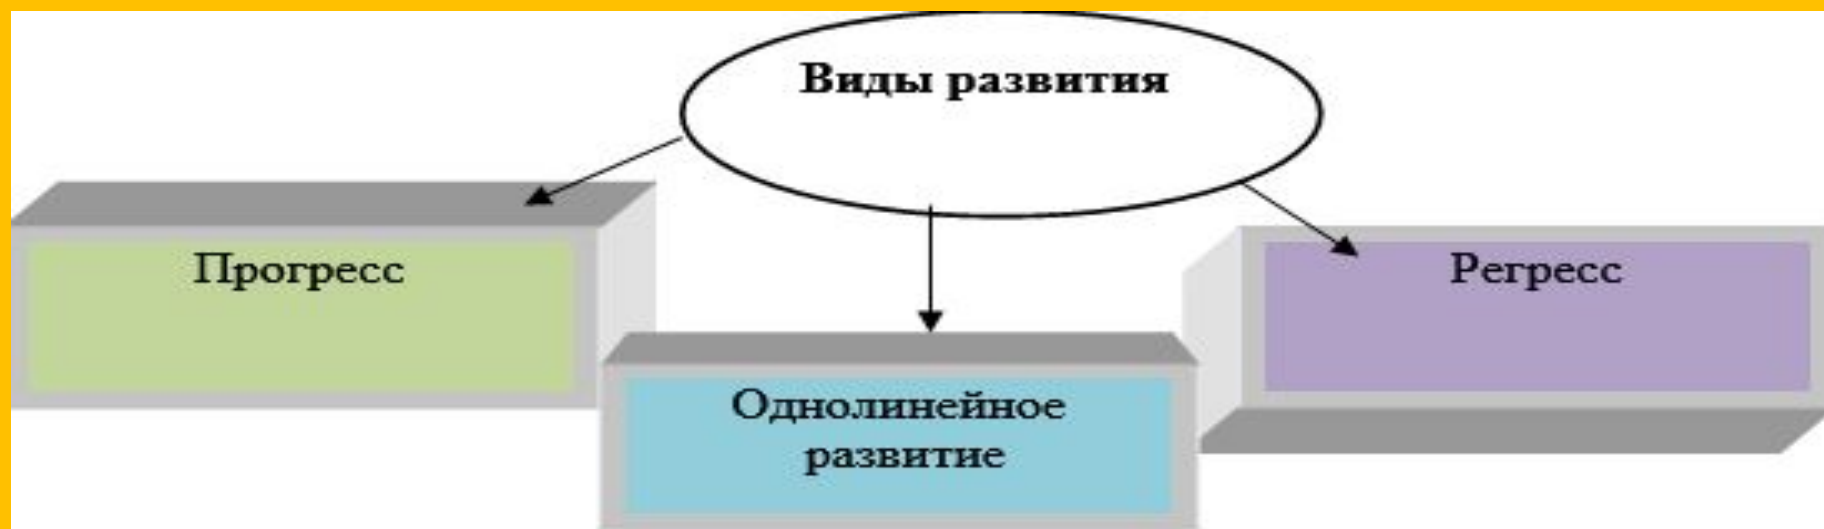 Виды развития
Прогресс
Регресс
Однолинейное
развитие